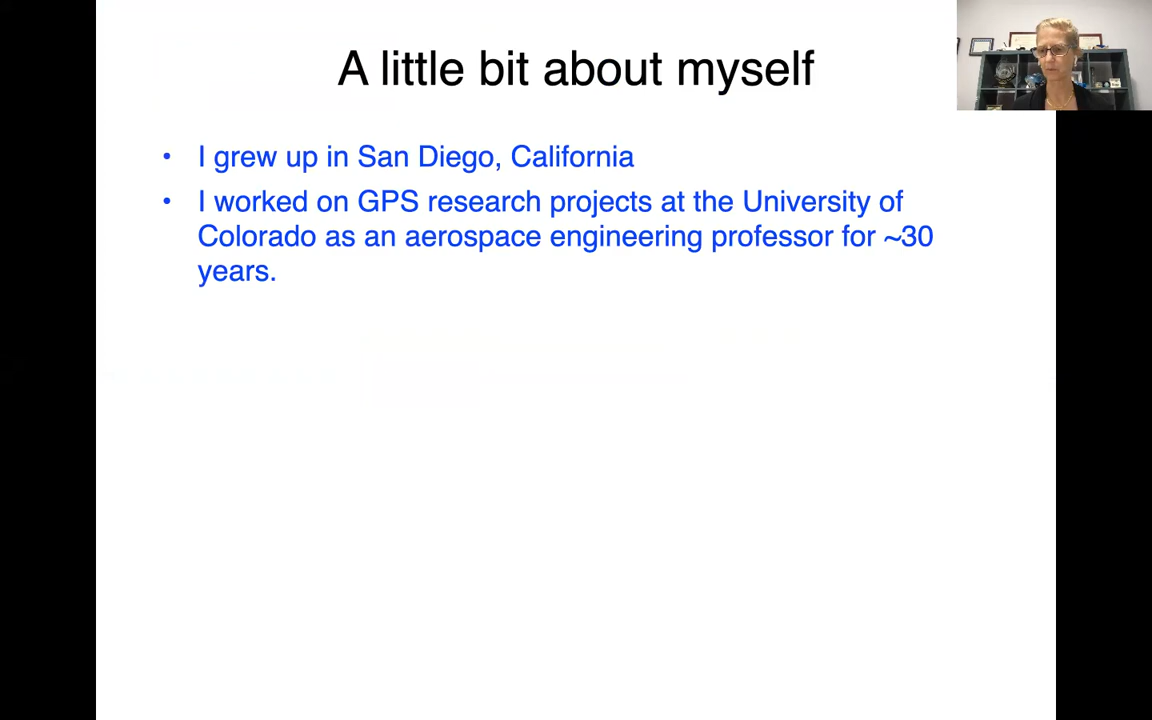 A little bit about myself
• I grew up in San Diego, California
• I worked on GPS research projects at the University of
Colorado as an aerospace engineering professor for ~30
years.